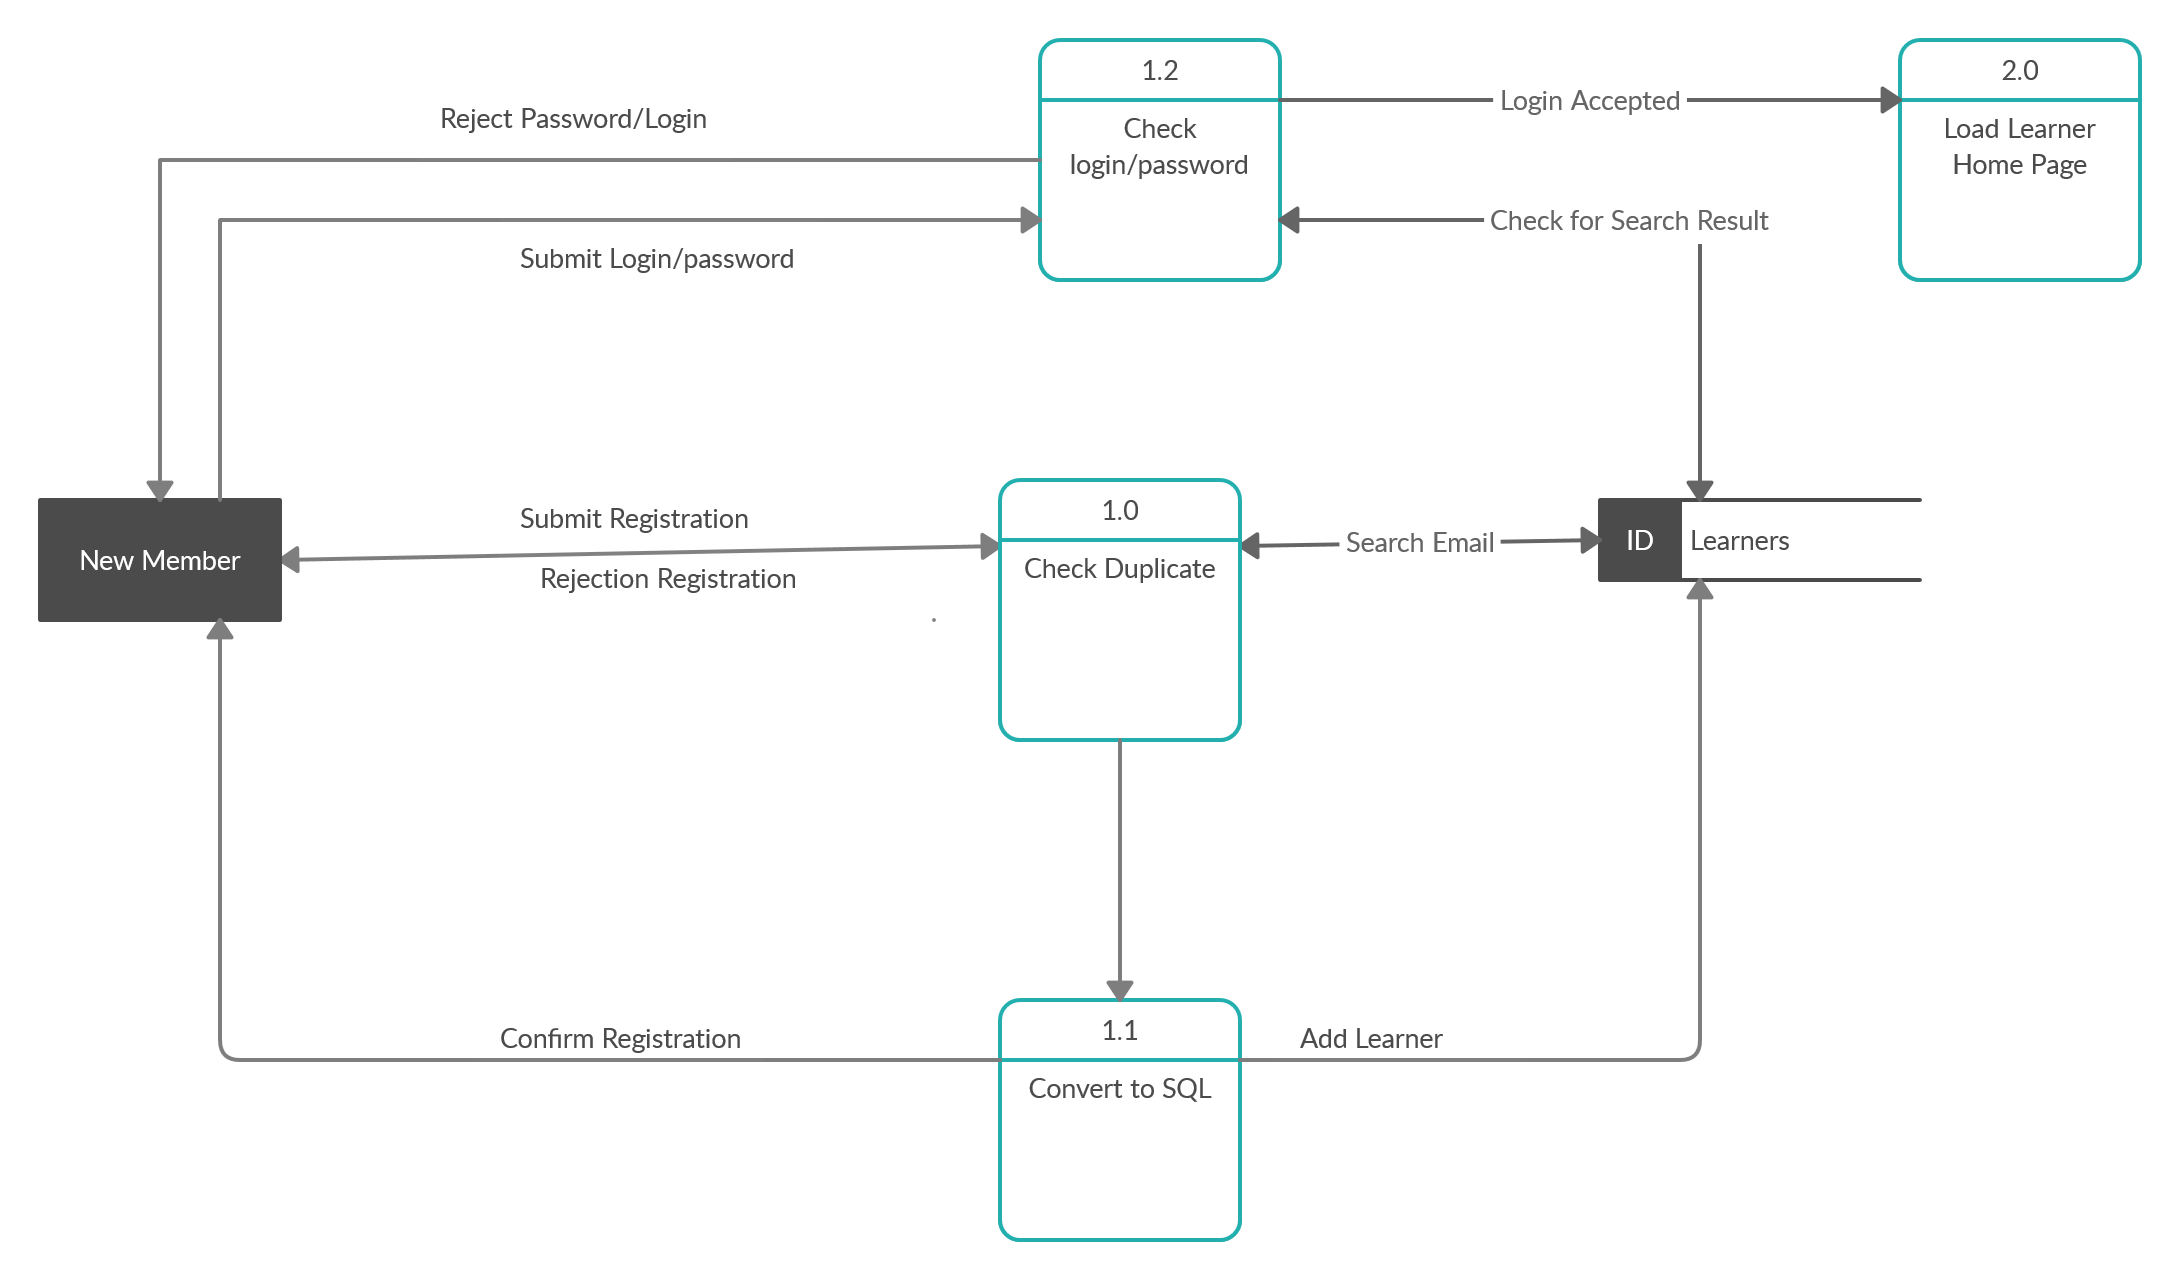 1.2
Check
login/password
Login Accepted
2.0
Load Learner
Home Page
Reject Password/Login
Submit Login/password
Check for Search Result
New Member
Submit Registration
Rejection Registration
1.0
Check Duplicate
Search Email
ID
Learners
Confirm Registration
1.1
Convert to SQL
Add Learner